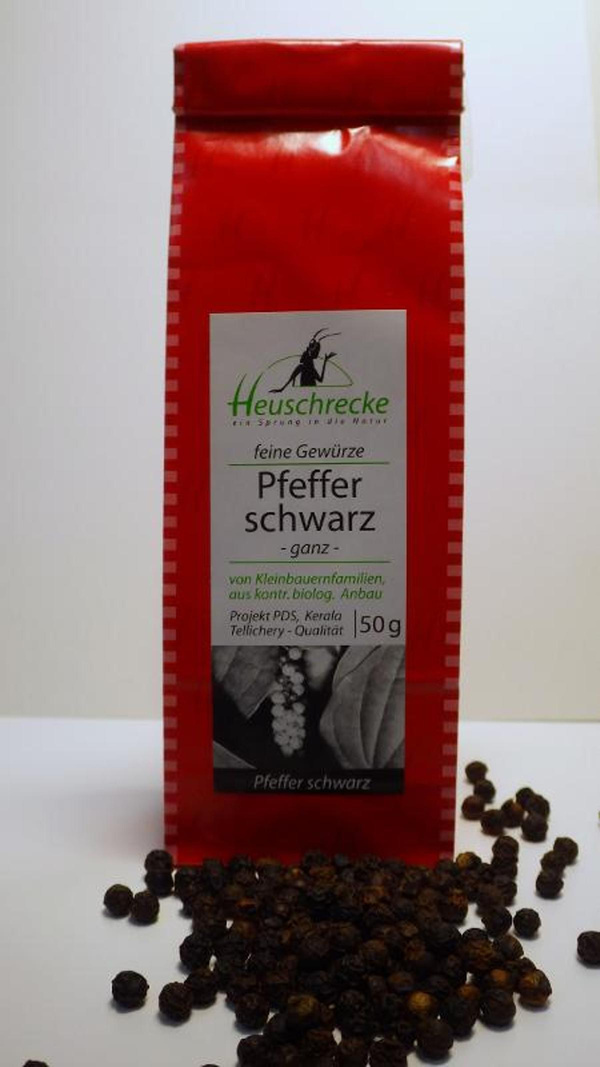 Heuschrecke
ein Sprung in die Natur
feine Gewürze
Pfeffer
schwarz
- ganz -
von Kleinbauernfamilien,
aus kontr. biolog. Anbau
Projekt PDS, Kerala
Tellichery - Qualität
50 g
Pfeffer schwarz